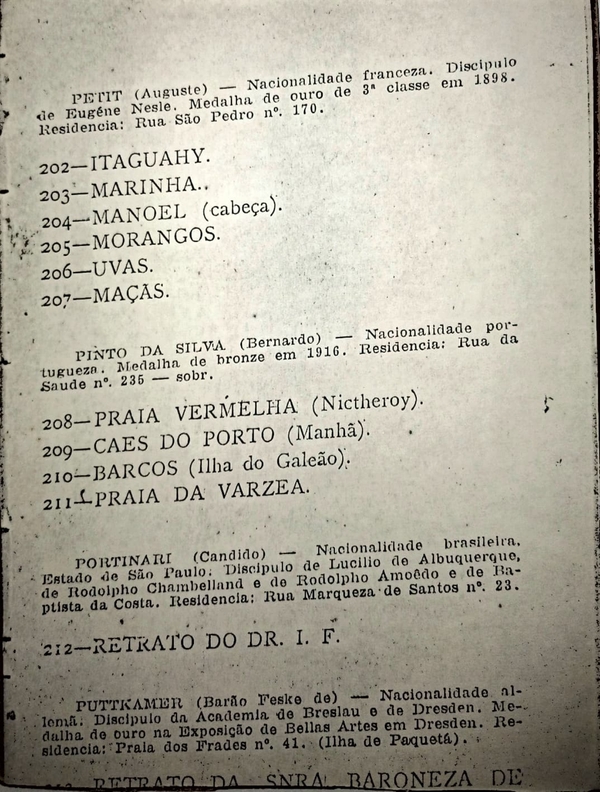 PETIT (Auguste) — Nacionalidade franceza. Discipulo
de Eugéne Nesle. Medalha de ouro de 3ª classe em 1898.
Residencia: Rua São Pedro nº. 170.
202—ITAGUAHY.
203—MARINHA..
204—MANOEL (cabeça).
205—MORANGOS.
206—UVAS.
207—MAÇÃS.
PINTO DA SILVA (Bernardo) — Nacionalidade por-
tugueza. Medalha de bronze em 1916. Residencia: Rua da
Saude nº. 235 — sobr.
208—PRAIA VERMELHA (Nictheroy).
209—CAES DO PORTO (Manhã).
210—BARCOS (Ilha do Galeão).
211—PRAIA DA VARZEA.
PORTINARI (Candido) — Nacionalidade brasileira,
Estado de São Paulo. Discipulo de Lucilio de Albuquerque,
de Rodolpho Chambelland e de Rodolpho Amoêdo e de Ba-
ptista da Costa. Residencia: Rua Marqueza de Santos nº. 23.
212—RETRATO DO DR. I. F.
PUTTKAMER (Barão Feske de) — Nacionalidade al-
lemã. Discipulo da Academia de Breslau e de Dresden. Me-
dalha de ouro na Exposição de Bellas Artes em Dresden. Re-
sidencia: Praia dos Frades nº. 41. (Ilha de Paquetá).
RETRATO DA SNRA BARONEZA DE